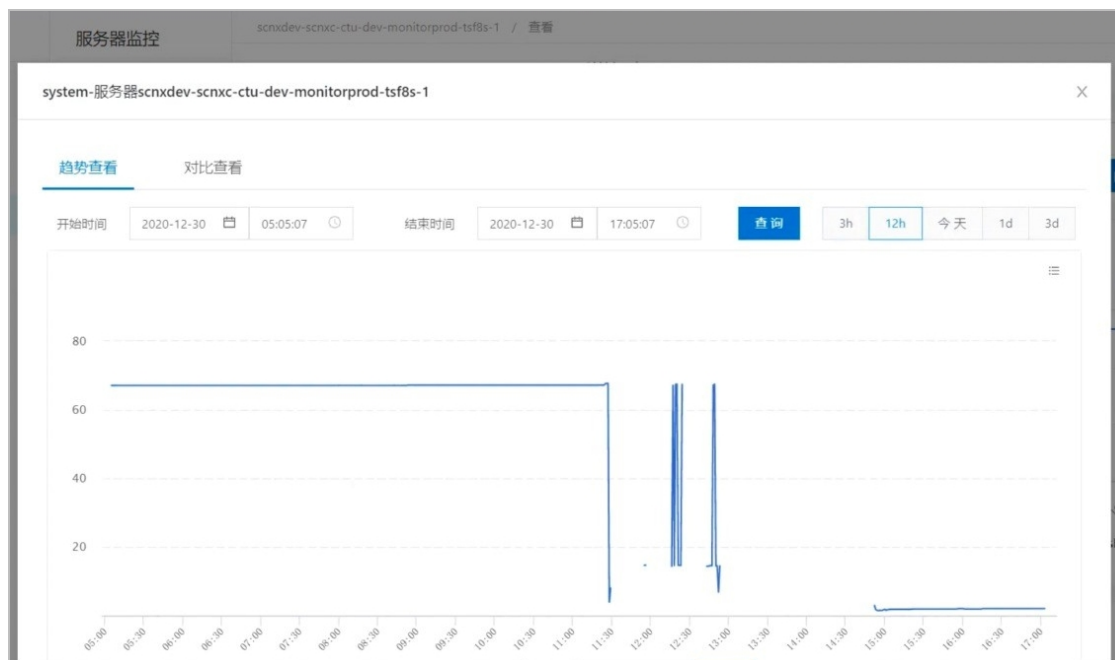 服务器监控
scnxdev-scnxc-ctu-dev-monitorprod-tsf8s-1 / 查看
system-服务器scnxdev-scnxc-ctu-dev-monitorprod-tsf8s-1
趋势查看 对比查看
开始时间 2020-12-30 05:05:07 结束时间 2020-12-30 17:05:07 查询 3h 12h 今天 1d 3d
80
60
40
20
05:00 05:30 06:00 06:30 07:00 07:30 08:00 08:30 09:00 09:30 10:00 10:30 11:00 11:30 12:00 12:30 13:00 13:30 14:00 14:30 15:00 15:30 16:00 16:30 17:00